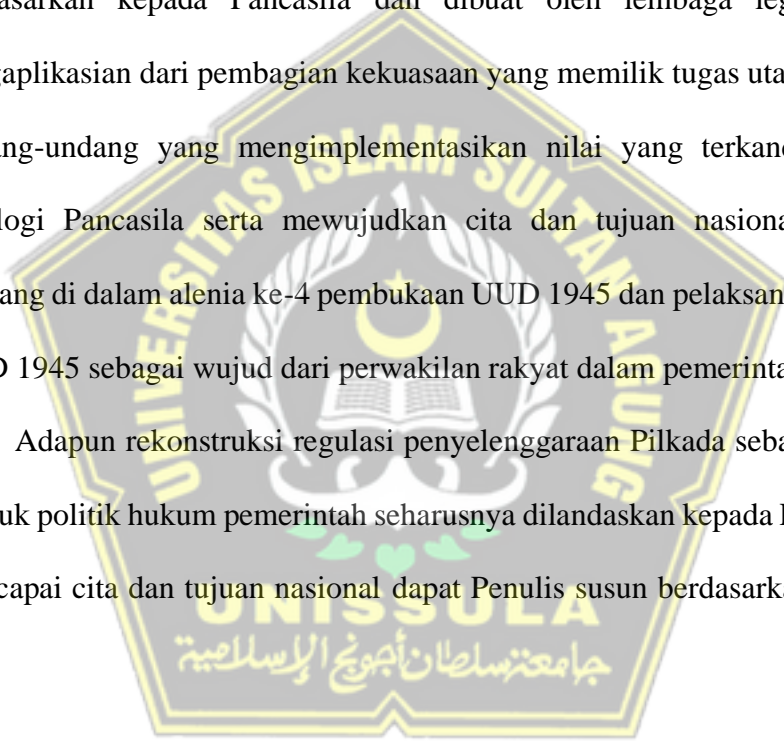 asarkan kepada Pancasila dan dibuat oleh lembaga leg
gaplikasian dari pembagian kekuasaan yang memilik tugas uta
ang-undang yang mengimplementasikan nilai yang terkand
logi Pancasila serta mewujudkan cita dan tujuan nasiona
ang di dalam alenia ke-4 pembukaan UUD 1945 dan pelaksan
D 1945 sebagai wujud dari perwakilan rakyat dalam pemerinta
Adapun rekonstruksi regulasi penyelenggaraan Pilkada seba
uk politik hukum pemerintah seharusnya dilandaskan kepada
capai cita dan tujuan nasional dapat Penulis susun berdasarka
UNIVERSITAS ISLAM SULTAN AGUNG
UNISSULA
جامعة سلطان أجونج الإسلامية